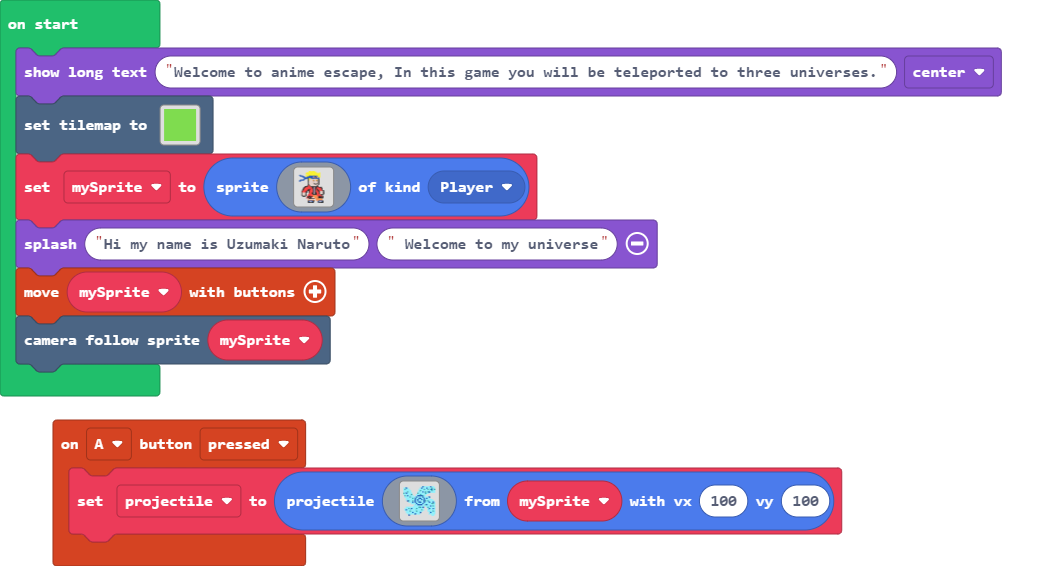 on start
show long text "Welcome to anime escape, In this game you will be teleported to three universes." center
set tilemap to
set mySprite to sprite of kind Player
splash "Hi my name is Uzumaki Naruto" " Welcome to my universe"
move mySprite with buttons
camera follow sprite mySprite
on A button pressed
set projectile to projectile from mySprite with vx 100 vy 100